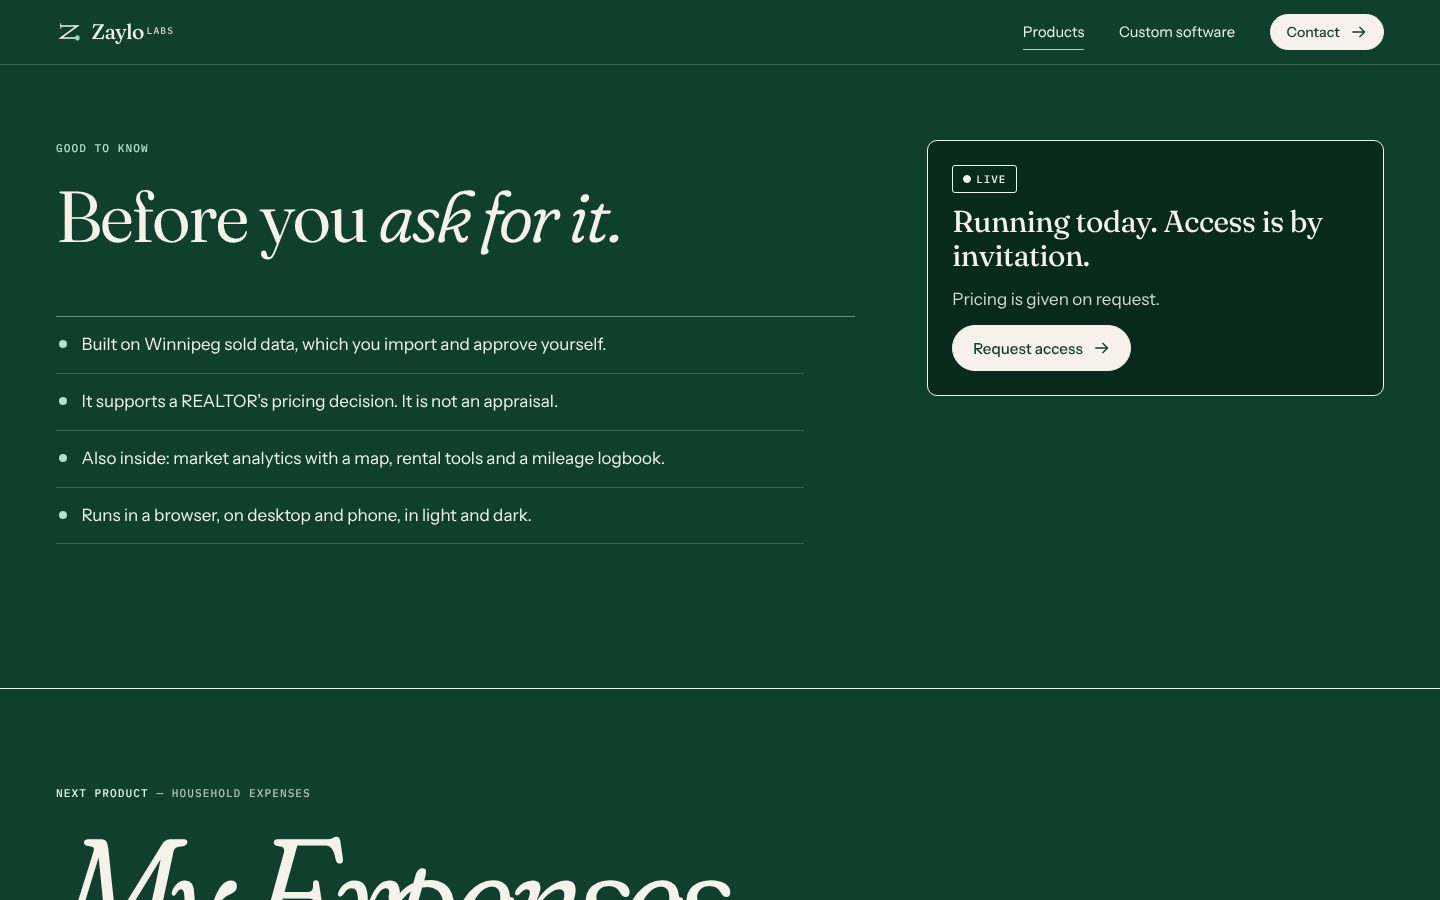 Zaylo LABS
Products
Custom software
Contact
GOOD TO KNOW
Before you ask for it.
Built on Winnipeg sold data, which you import and approve yourself.
It supports a REALTOR’s pricing decision. It is not an appraisal.
Also inside: market analytics with a map, rental tools and a mileage logbook.
Runs in a browser, on desktop and phone, in light and dark.
LIVE
Running today. Access is by
invitation.
Pricing is given on request.
Request access
NEXT PRODUCT — HOUSEHOLD EXPENSES
My Expenses